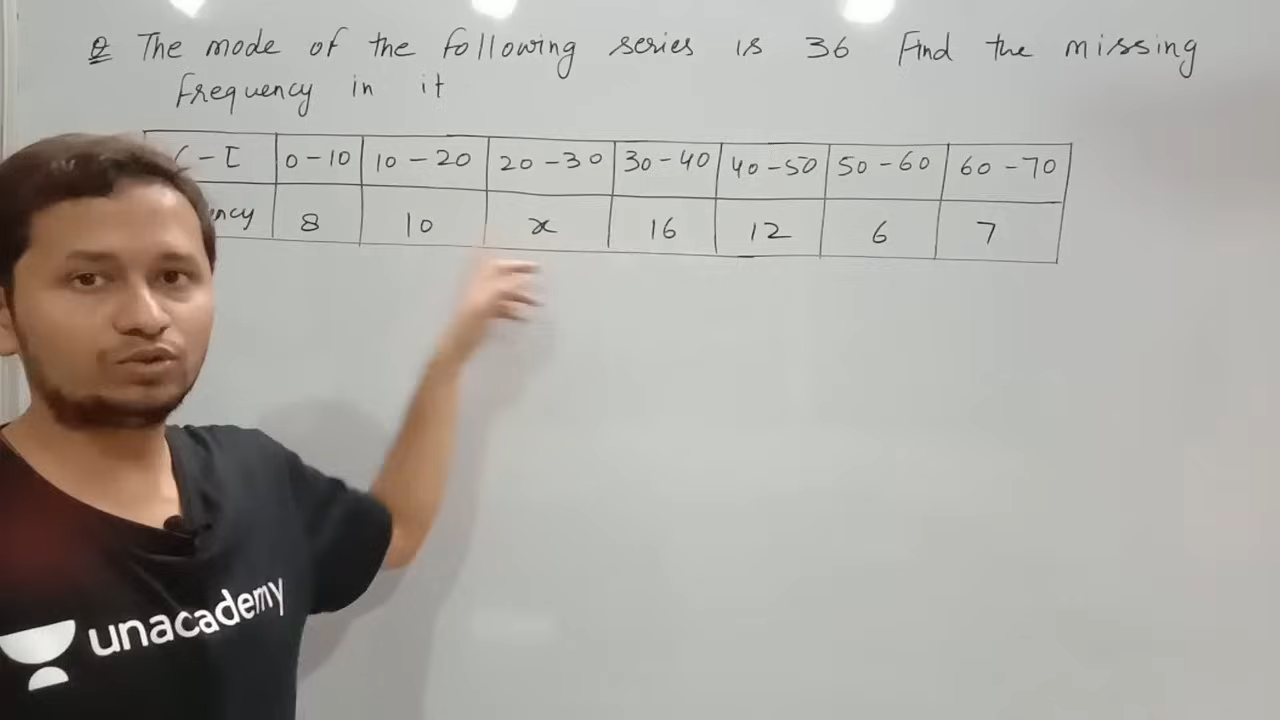 Q The mode of the following series is 36 Find the missing
frequency in it
C-I 0-10 10-20 20-30 30-40 40-50 50-60 60-70
8 10 x 16 12 6 7
unacademy